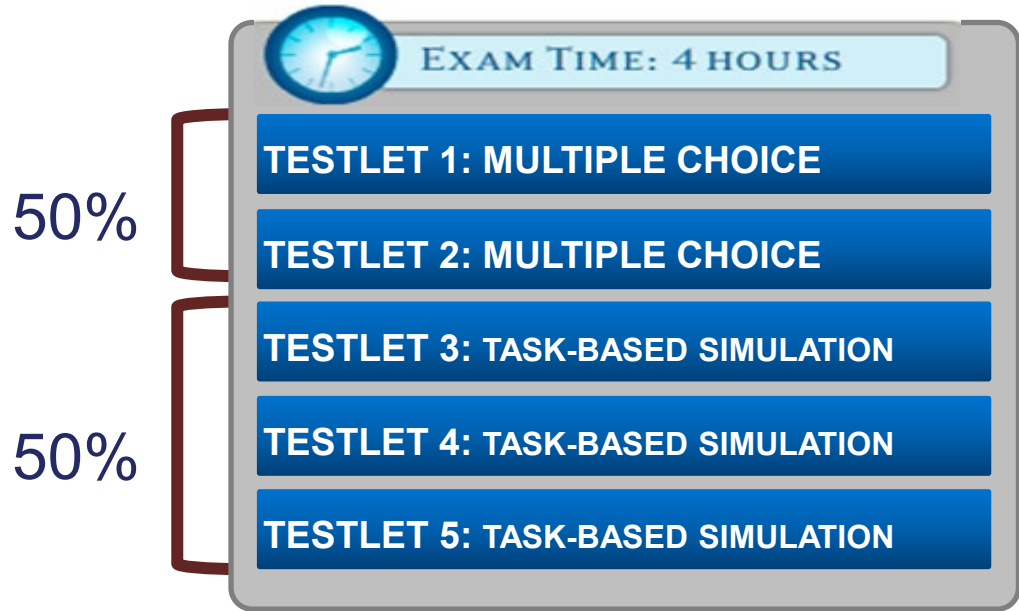 EXAM TIME: 4 HOURS
50%
TESTLET 1: MULTIPLE CHOICE
TESTLET 2: MULTIPLE CHOICE
50%
TESTLET 3: TASK-BASED SIMULATION
TESTLET 4: TASK-BASED SIMULATION
TESTLET 5: TASK-BASED SIMULATION